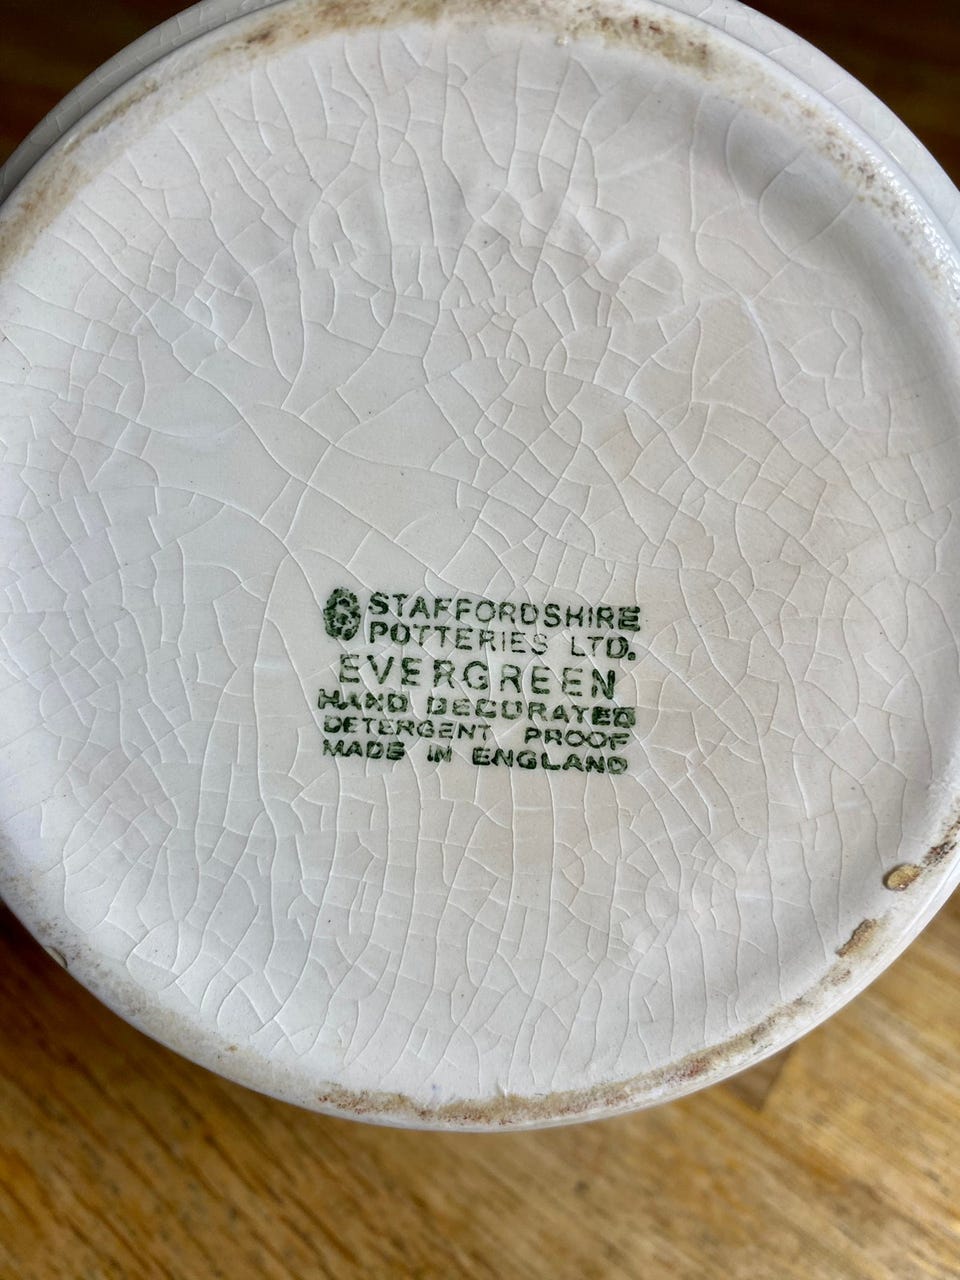 STAFFORDSHIRE
POTTERIES LTD.
EVERGREEN
HAND DECORATED
DETERGENT PROOF
MADE IN ENGLAND